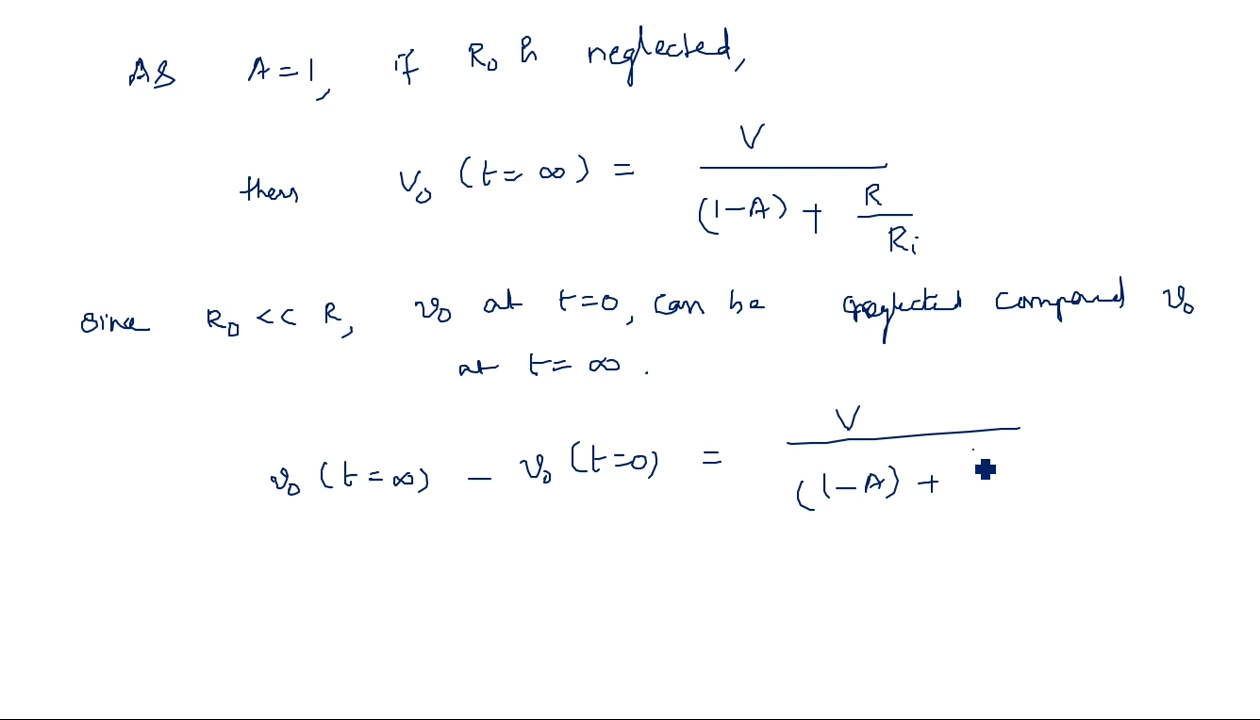 As A = 1, if R₀ is neglected,
then V₀ (t = ∞) = V / ((1-A) + R / Rᵢ)
Since R₀ << R, v₀ at t=0, can be neglected compared v₀
at t = ∞ .
v₀ (t = ∞) - v₀ (t=0) = V / ((1-A) +